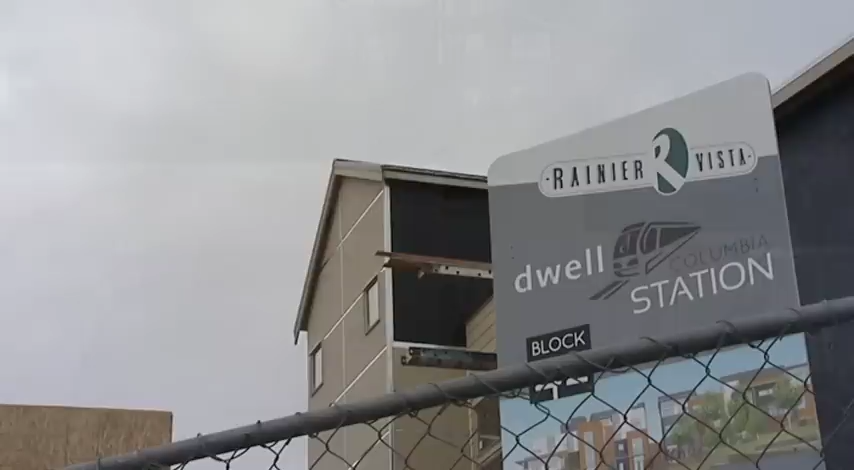 ·RAINIER R VISTA·
dwell COLUMBIA
STATION
BLOCK